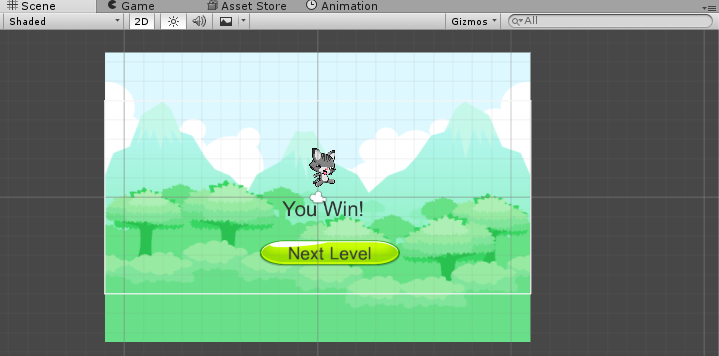 Scene Game Asset Store Animation
Shaded 2D Gizmos All
You Win!
Next Level